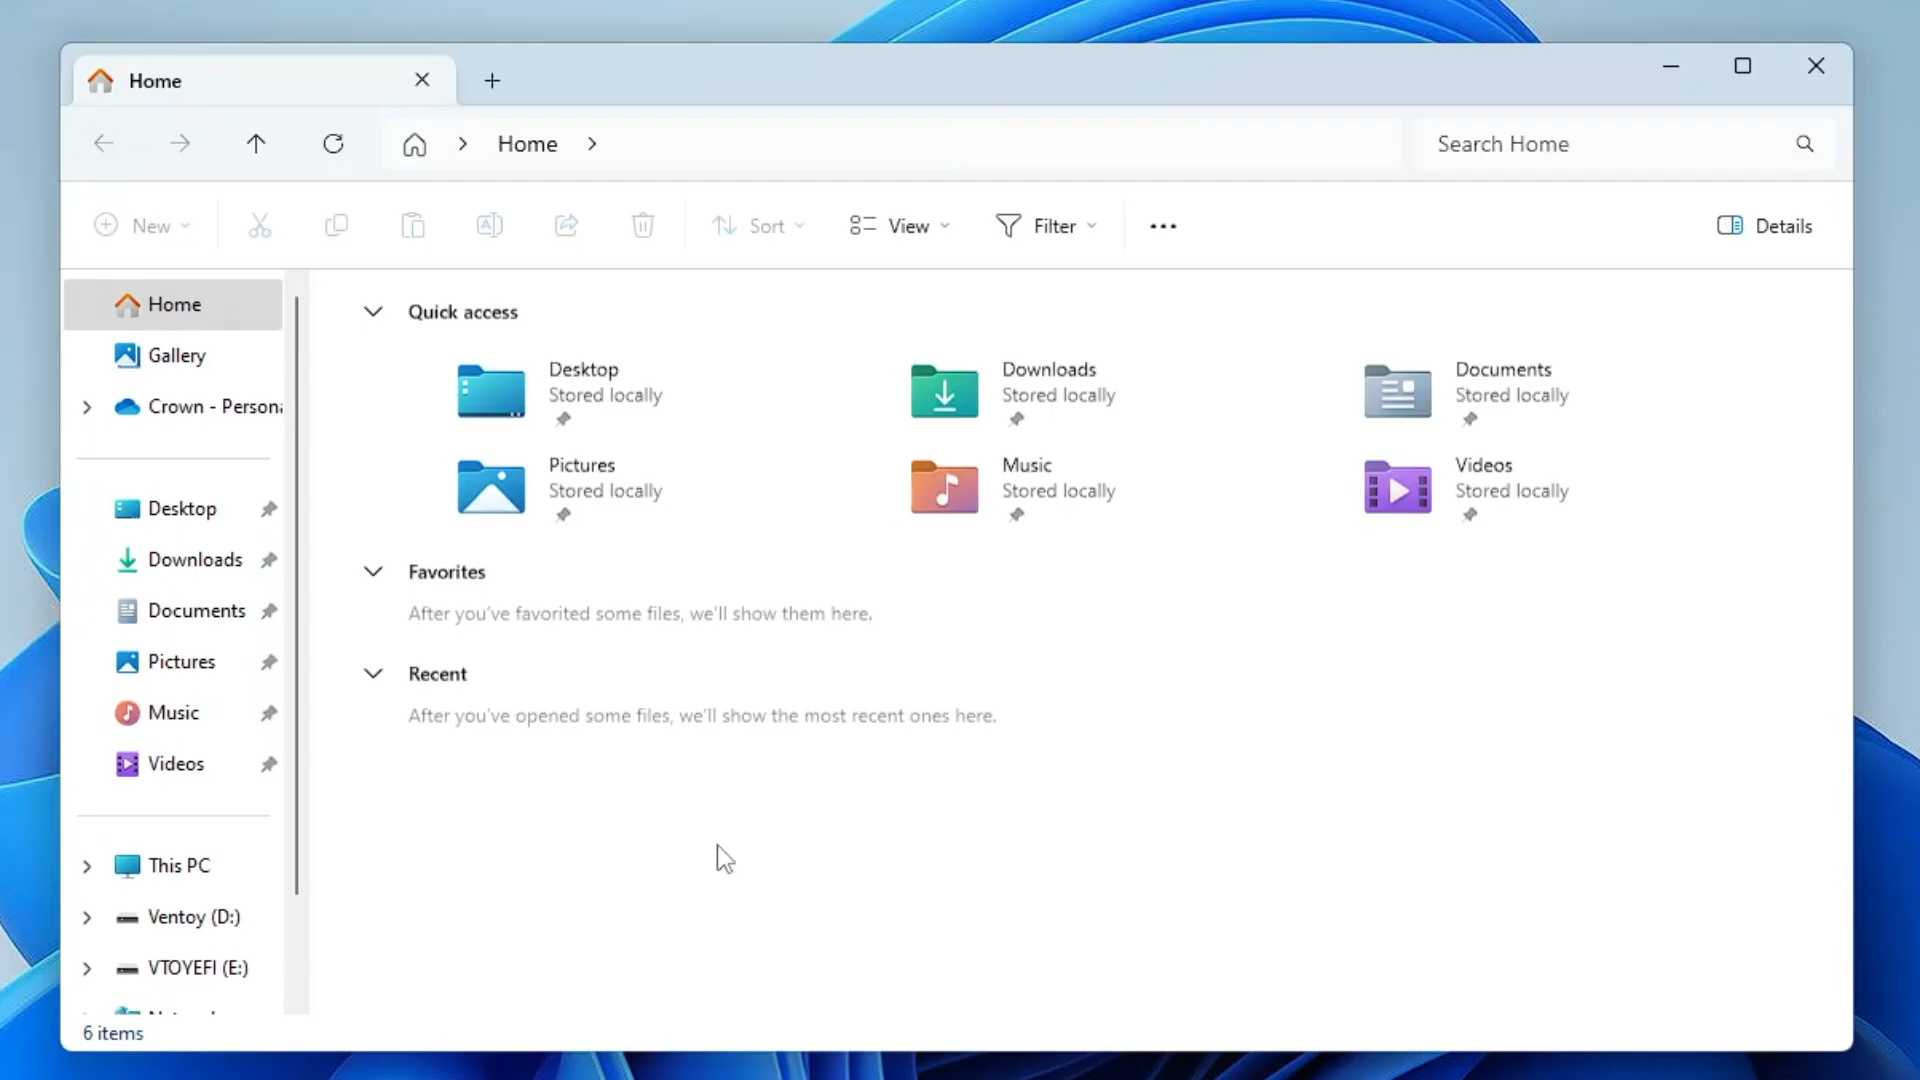 Home
Home
Search Home
New
Sort
View
Filter
Details
Home
Gallery
Crown - Persona
Desktop
Downloads
Documents
Pictures
Music
Videos
This PC
Ventoy (D:)
VTOYEFI (E:)
6 items
Quick access
Desktop
Stored locally
Downloads
Stored locally
Documents
Stored locally
Pictures
Stored locally
Music
Stored locally
Videos
Stored locally
Favorites
After you've favorited some files, we'll show them here.
Recent
After you've opened some files, we'll show the most recent ones here.